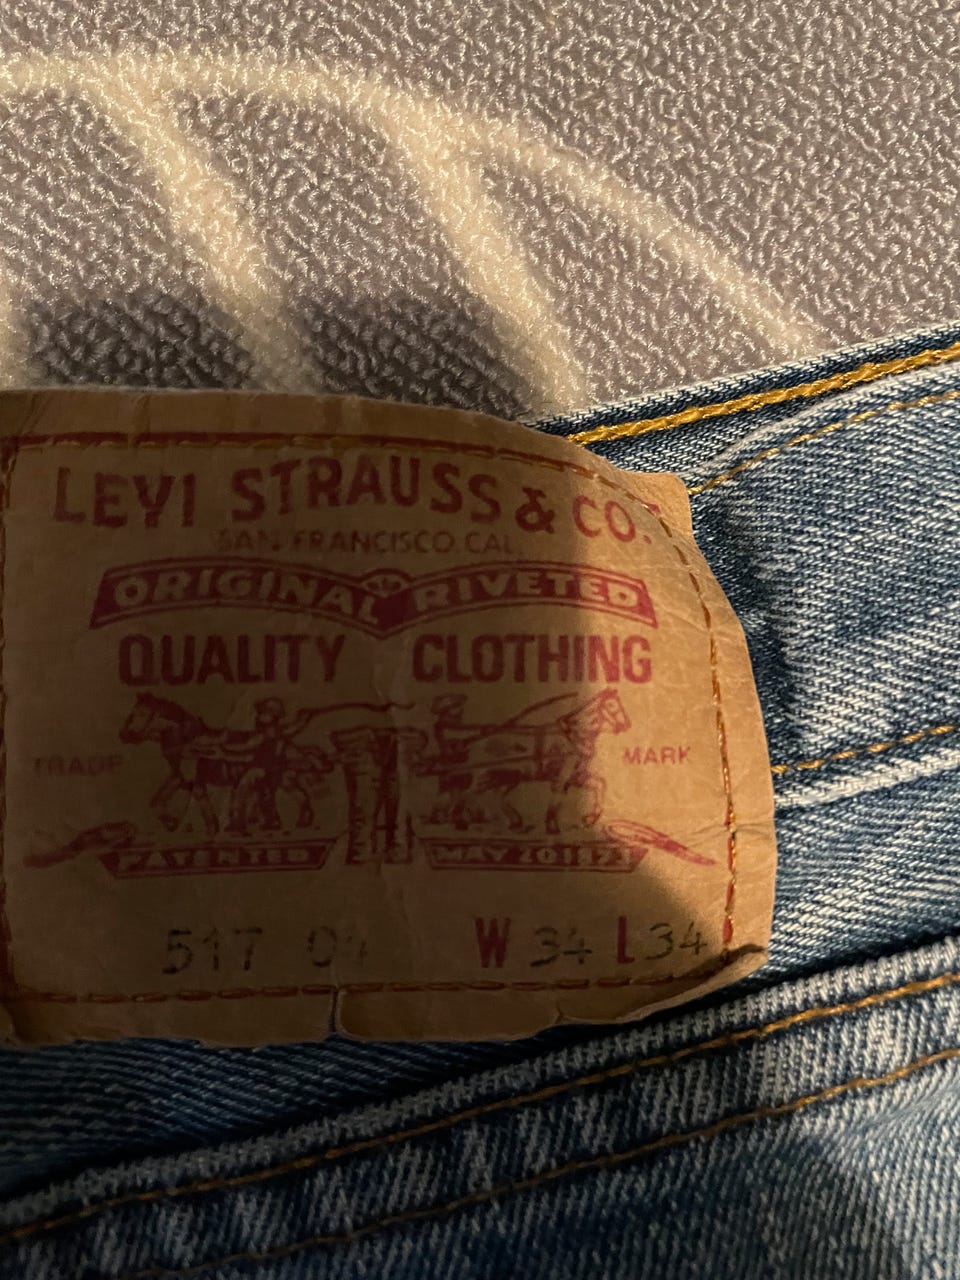 LEVI STRAUSS & CO.
SAN FRANCISCO CAL.
ORIGINAL RIVETED
QUALITY CLOTHING
TRADE MARK
PATENTED MAY 20 1873
517 04 W 34 L 34